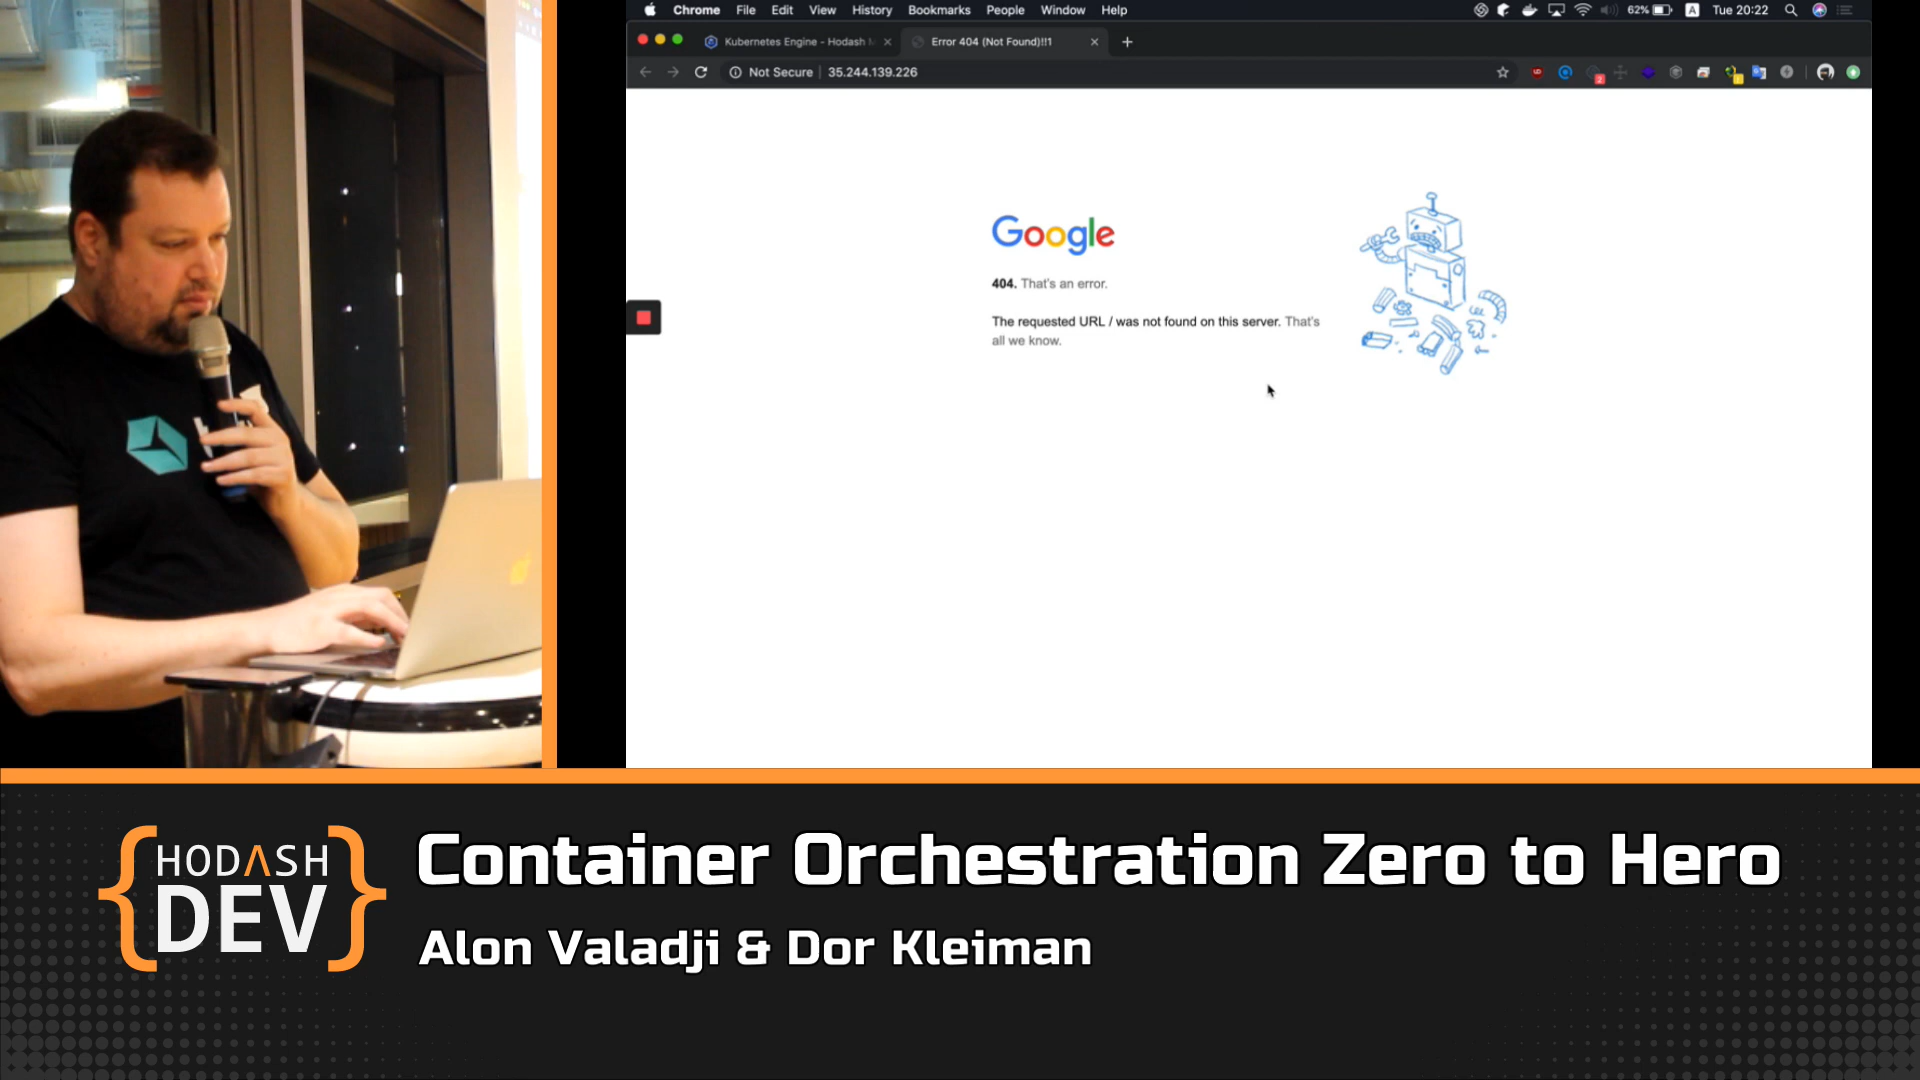 Chrome File Edit View History Bookmarks People Window Help
62% A Tue 20:22
Kubernetes Engine - Hodash
Error 404 (Not Found)!!1
Not Secure 35.244.139.226
2
Google
404. That's an error.
The requested URL / was not found on this server. That's
all we know.
HODASH
DEV
Container Orchestration Zero to Hero
Alon Valadji & Dor Kleiman